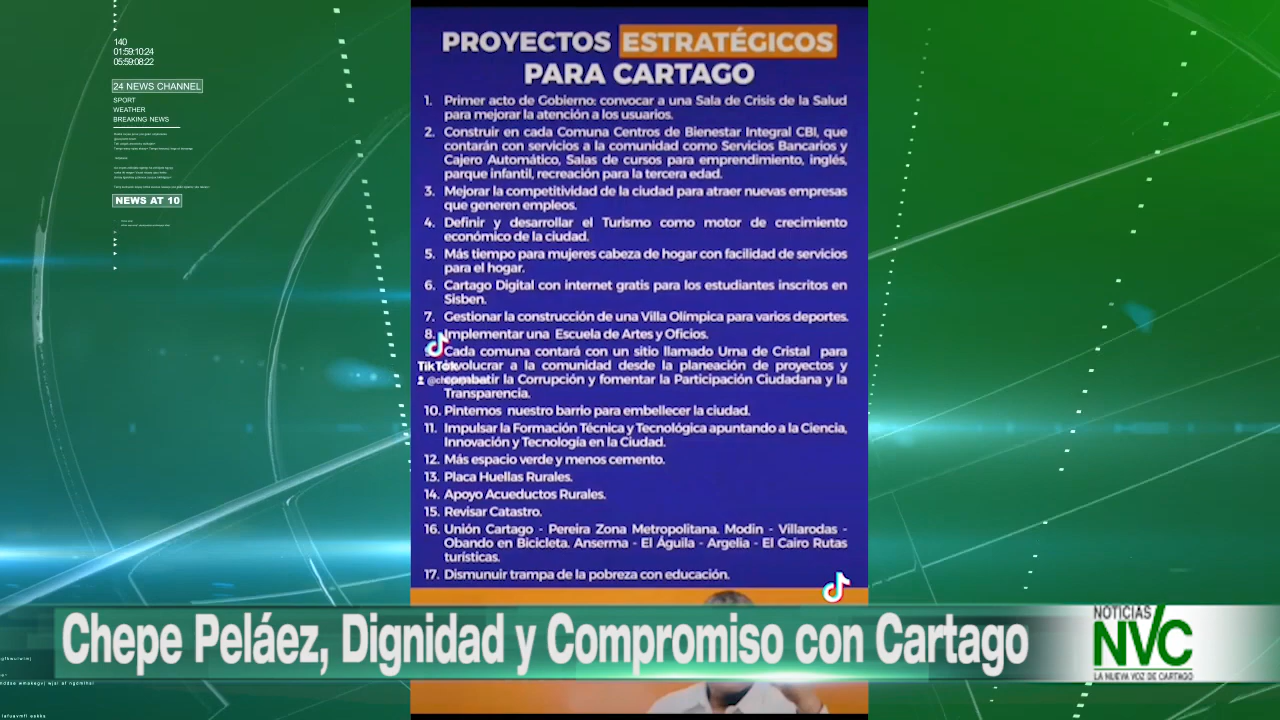 140
01:59:10:24
05:59:08:22
24 NEWS CHANNEL
SPORT
WEATHER
BREAKING NEWS
NEWS AT 10
PROYECTOS ESTRATÉGICOS
PARA CARTAGO
1. Primer acto de Gobierno: convocar a una Sala de Crisis de la Salud
para mejorar la atención a los usuarios.
2. Construir en cada Comuna Centros de Bienestar Integral CBI, que
contarán con servicios a la comunidad como Servicios Bancarios y
Cajero Automático, Salas de cursos para emprendimiento, inglés,
parque infantil, recreación para la tercera edad.
3. Mejorar la competitividad de la ciudad para atraer nuevas empresas
que generen empleos.
4. Definir y desarrollar el Turismo como motor de crecimiento
económico de la ciudad.
5. Más tiempo para mujeres cabeza de hogar con facilidad de servicios
para el hogar.
6. Cartago Digital con internet gratis para los estudiantes inscritos en
Sisben.
7. Gestionar la construcción de una Villa Olímpica para varios deportes.
8. Implementar una Escuela de Artes y Oficios.
9. Cada comuna contará con un sitio llamado Urna de Cristal para
involucrar a la comunidad desde la planeación de proyectos y
combatir la Corrupción y fomentar la Participación Ciudadana y la
Transparencia.
10. Pintemos nuestro barrio para embellecer la ciudad.
11. Impulsar la Formación Técnica y Tecnológica apuntando a la Ciencia,
Innovación y Tecnología en la Ciudad.
12. Más espacio verde y menos cemento.
13. Placa Huellas Rurales.
14. Apoyo Acueductos Rurales.
15. Revisar Catastro.
16. Unión Cartago - Pereira Zona Metropolitana. Modin - Villarodas -
Obando en Bicicleta. Anserma - El Águila - Argelia - El Cairo Rutas
turísticas.
17. Dismunuir trampa de la pobreza con educación.
TikTok
Chepe Peláez, Dignidad y Compromiso con Cartago
NOTICIAS
NVC
LA NUEVA VOZ DE CARTAGO